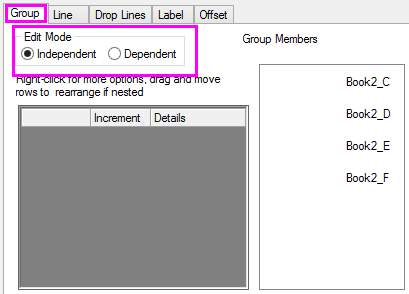 Group Line Drop Lines Label Offset
Edit Mode
Independent Dependent
Group Members
Right-click for more options, drag and move
rows to rearrange if nested
Increment Details
Book2_C
Book2_D
Book2_E
Book2_F